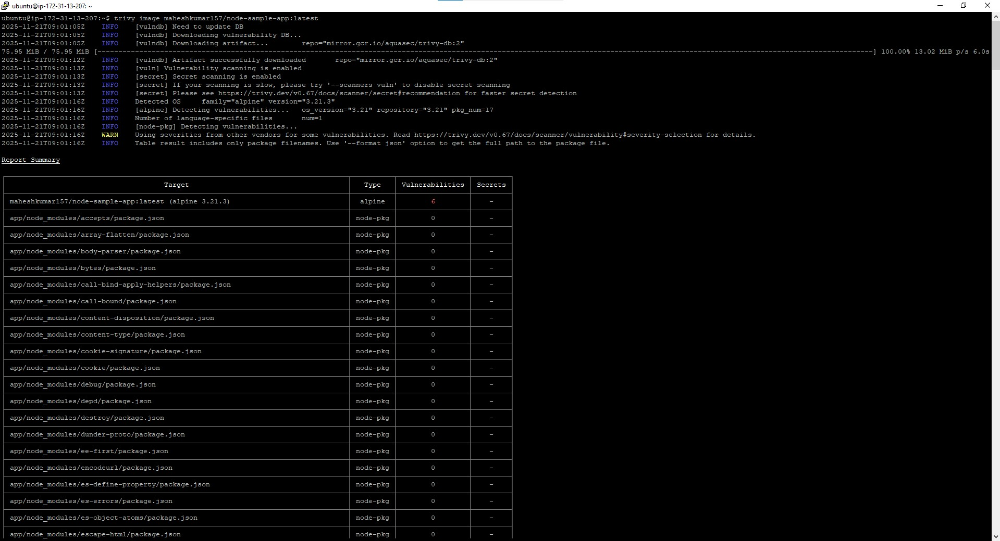 ubuntu@ip-172-31-13-207: ~
ubuntu@ip-172-31-13-207:~$ trivy image maheshkumar157/node-sample-app:latest
2025-11-21T09:01:05Z INFO [vulndb] Need to update DB
2025-11-21T09:01:05Z INFO [vulndb] Downloading vulnerability DB...
2025-11-21T09:01:05Z INFO [vulndb] Downloading artifact... repo="mirror.gcr.io/aquasec/trivy-db:2"
75.95 MiB / 75.95 MiB [------------------------------------------------------------------------------------------------------------------------------------------------------------------------------------------] 100.00% 13.02 MiB p/s 6.0s
2025-11-21T09:01:12Z INFO [vulndb] Artifact successfully downloaded repo="mirror.gcr.io/aquasec/trivy-db:2"
2025-11-21T09:01:13Z INFO [vuln] Vulnerability scanning is enabled
2025-11-21T09:01:13Z INFO [secret] Secret scanning is enabled
2025-11-21T09:01:13Z INFO [secret] If your scanning is slow, please try '--scanners vuln' to disable secret scanning
2025-11-21T09:01:13Z INFO [secret] Please see https://trivy.dev/v0.67/docs/scanner/secret#recommendation for faster secret detection
2025-11-21T09:01:16Z INFO Detected OS family="alpine" version="3.21.3"
2025-11-21T09:01:16Z INFO [alpine] Detecting vulnerabilities... os_version="3.21" repository="3.21" pkg_num=17
2025-11-21T09:01:16Z INFO Number of language-specific files num=1
2025-11-21T09:01:16Z INFO [node-pkg] Detecting vulnerabilities...
2025-11-21T09:01:16Z WARN Using severities from other vendors for some vulnerabilities. Read https://trivy.dev/v0.67/docs/scanner/vulnerability#severity-selection for details.
2025-11-21T09:01:16Z INFO Table result includes only package filenames. Use '--format json' option to get the full path to the package file.
Report Summary
Target Type Vulnerabilities Secrets
maheshkumar157/node-sample-app:latest (alpine 3.21.3) alpine 6 -
app/node_modules/accepts/package.json node-pkg 0 -
app/node_modules/array-flatten/package.json node-pkg 0 -
app/node_modules/body-parser/package.json node-pkg 0 -
app/node_modules/bytes/package.json node-pkg 0 -
app/node_modules/call-bind-apply-helpers/package.json node-pkg 0 -
app/node_modules/call-bound/package.json node-pkg 0 -
app/node_modules/content-disposition/package.json node-pkg 0 -
app/node_modules/content-type/package.json node-pkg 0 -
app/node_modules/cookie-signature/package.json node-pkg 0 -
app/node_modules/cookie/package.json node-pkg 0 -
app/node_modules/debug/package.json node-pkg 0 -
app/node_modules/depd/package.json node-pkg 0 -
app/node_modules/destroy/package.json node-pkg 0 -
app/node_modules/dunder-proto/package.json node-pkg 0 -
app/node_modules/ee-first/package.json node-pkg 0 -
app/node_modules/encodeurl/package.json node-pkg 0 -
app/node_modules/es-define-property/package.json node-pkg 0 -
app/node_modules/es-errors/package.json node-pkg 0 -
app/node_modules/es-object-atoms/package.json node-pkg 0 -
app/node_modules/escape-html/package.json node-pkg 0 -